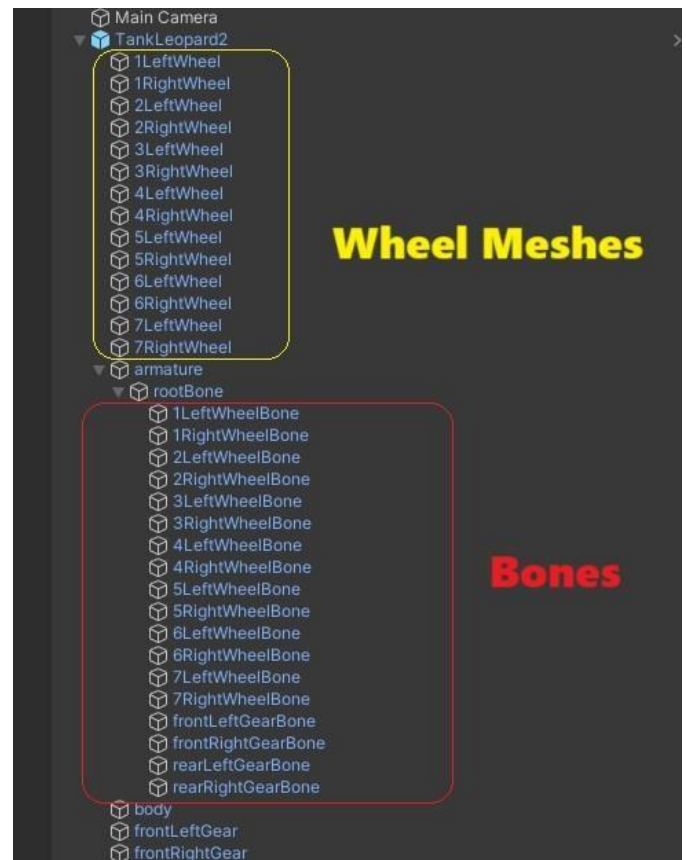 Main Camera
TankLeopard2
1LeftWheel
1RightWheel
2LeftWheel
2RightWheel
3LeftWheel
3RightWheel
4LeftWheel
4RightWheel
5LeftWheel
5RightWheel
6LeftWheel
6RightWheel
7LeftWheel
7RightWheel
Wheel Meshes
armature
rootBone
1LeftWheelBone
1RightWheelBone
2LeftWheelBone
2RightWheelBone
3LeftWheelBone
3RightWheelBone
4LeftWheelBone
4RightWheelBone
5LeftWheelBone
5RightWheelBone
6LeftWheelBone
6RightWheelBone
7LeftWheelBone
7RightWheelBone
frontLeftGearBone
frontRightGearBone
rearLeftGearBone
rearRightGearBone
Bones
body
frontLeftGear
frontRightGear